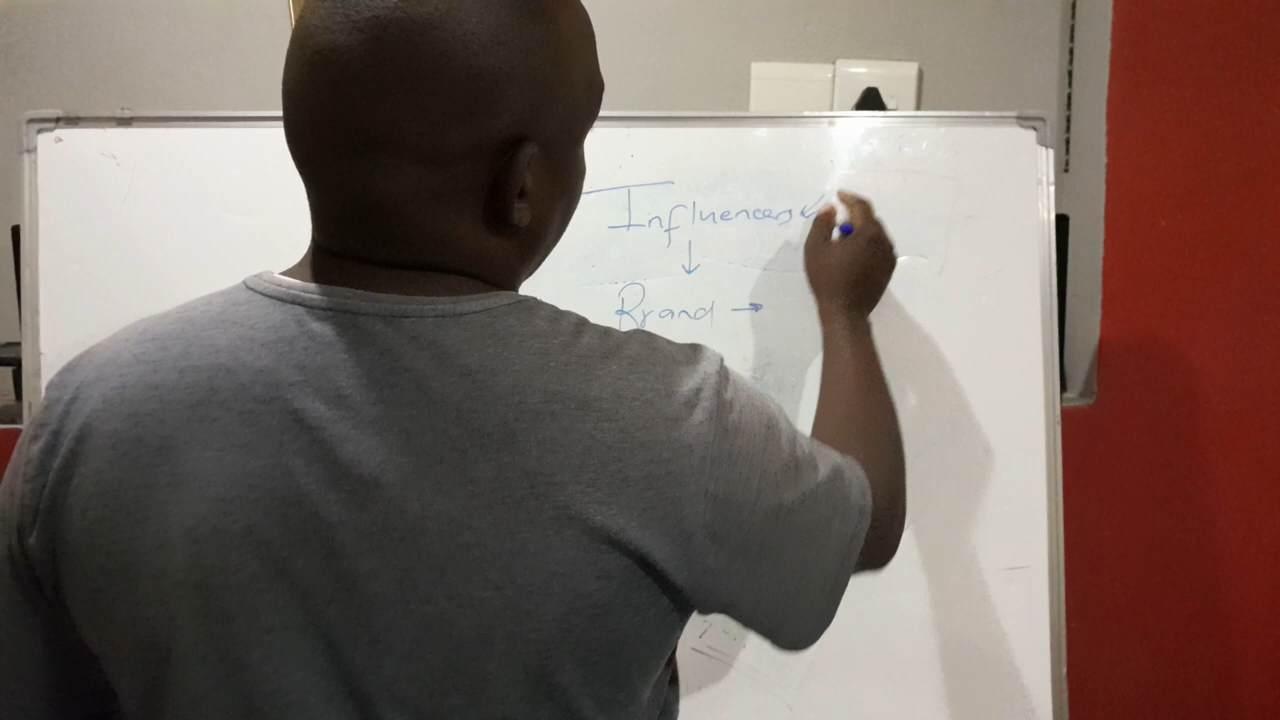 Influencers ↙
↓
Brand →